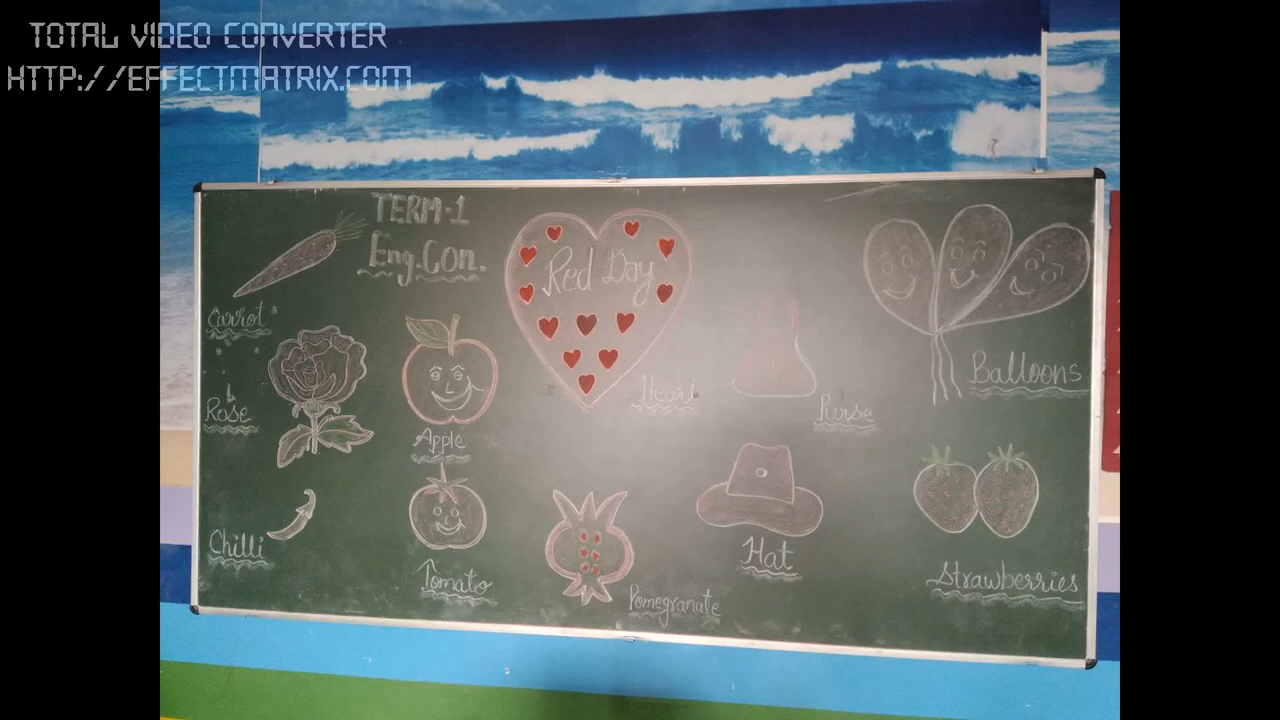 TOTAL VIDEO CONVERTER
HTTP://EFFECTMATRIX.COM
TERM-1
Eng.Con.
Red Day
Carrot
Rose
Apple
Heart
Purse
Balloons
Chilli
Tomato
Pomegranate
Hat
Strawberries